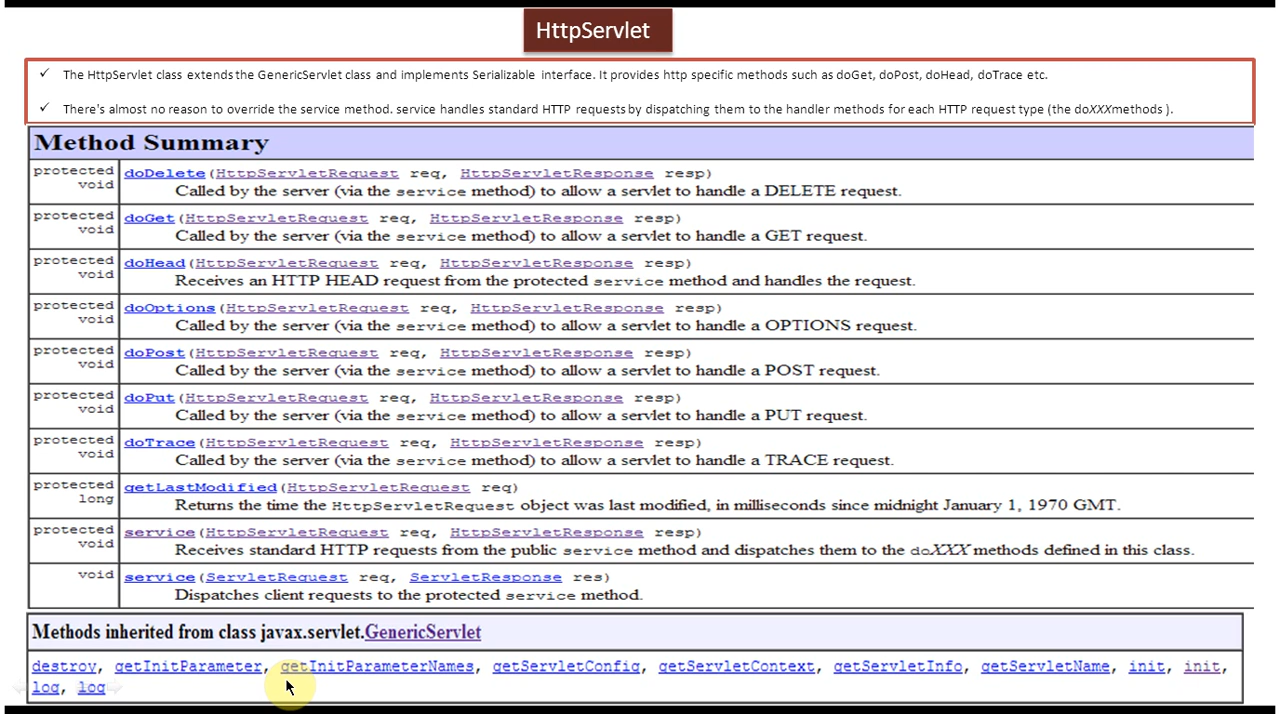 HttpServlet
✓ The HttpServlet class extends the GenericServlet class and implements Serializable interface. It provides http specific methods such as doGet, doPost, doHead, doTrace etc.
✓ There's almost no reason to override the service method. service handles standard HTTP requests by dispatching them to the handler methods for each HTTP request type (the doXXXmethods ).
Method Summary
protected void doDelete(HttpServletRequest req, HttpServletResponse resp)
Called by the server (via the service method) to allow a servlet to handle a DELETE request.
protected void doGet(HttpServletRequest req, HttpServletResponse resp)
Called by the server (via the service method) to allow a servlet to handle a GET request.
protected void doHead(HttpServletRequest req, HttpServletResponse resp)
Receives an HTTP HEAD request from the protected service method and handles the request.
protected void doOptions(HttpServletRequest req, HttpServletResponse resp)
Called by the server (via the service method) to allow a servlet to handle a OPTIONS request.
protected void doPost(HttpServletRequest req, HttpServletResponse resp)
Called by the server (via the service method) to allow a servlet to handle a POST request.
protected void doPut(HttpServletRequest req, HttpServletResponse resp)
Called by the server (via the service method) to allow a servlet to handle a PUT request.
protected void doTrace(HttpServletRequest req, HttpServletResponse resp)
Called by the server (via the service method) to allow a servlet to handle a TRACE request.
protected long getLastModified(HttpServletRequest req)
Returns the time the HttpServletRequest object was last modified, in milliseconds since midnight January 1, 1970 GMT.
protected void service(HttpServletRequest req, HttpServletResponse resp)
Receives standard HTTP requests from the public service method and dispatches them to the doXXX methods defined in this class.
void service(ServletRequest req, ServletResponse res)
Dispatches client requests to the protected service method.
Methods inherited from class javax.servlet.GenericServlet
destroy, getInitParameter, getInitParameterNames, getServletConfig, getServletContext, getServletInfo, getServletName, init, init,
log, log